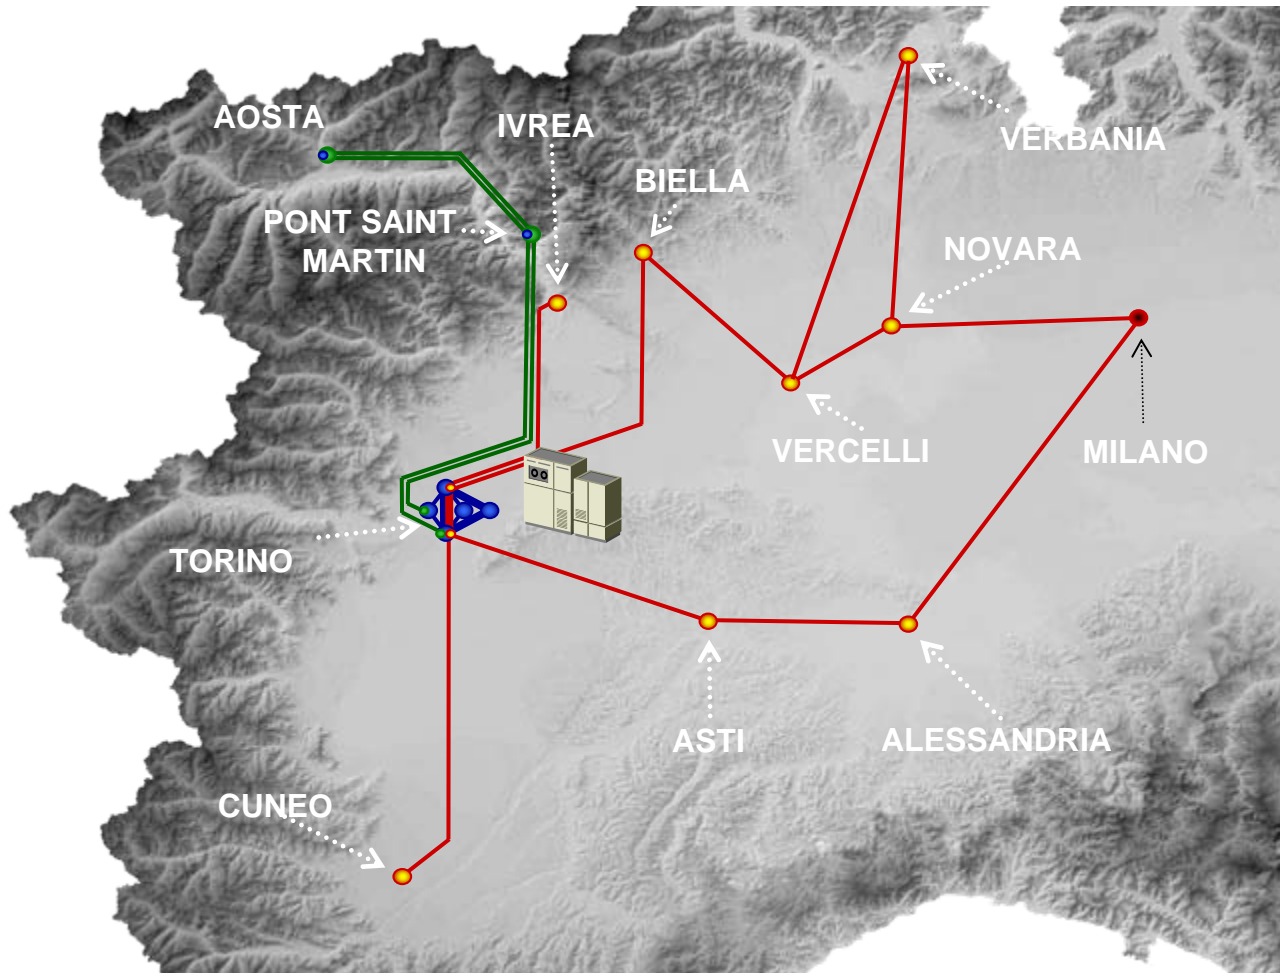 AOSTA
IVREA
VERBANIA
BIELLA
PONT SAINT
MARTIN
NOVARA
VERCELLI
MILANO
TORINO
ASTI
ALESSANDRIA
CUNEO